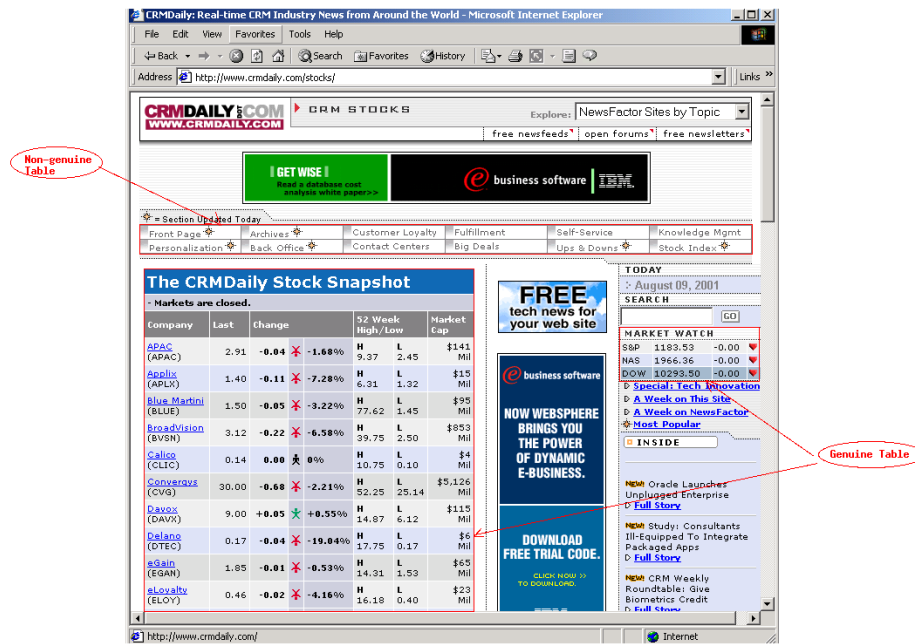 CRMDaily: Real-time CRM Industry News from Around the World - Microsoft Internet Explorer
File Edit View Favorites Tools Help
Back Search Favorites History
Address http://www.crmdaily.com/stocks/ Links »
CRMDAILY DOT COM
WWW.CRMDAILY.COM
CRM STOCKS
Explore: NewsFactor Sites by Topic
free newsfeeds open forums free newsletters
Non-genuine
Table
GET WISE
Read a database cost
analysis white paper>>
e business software IBM.
= Section Updated Today
Front Page Archives Customer Loyalty Fulfillment Self-Service Knowledge Mgmt
Personalization Back Office Contact Centers Big Deals Ups & Downs Stock Index
The CRMDaily Stock Snapshot
- Markets are closed.
Company Last Change 52 Week High/Low Market Cap
APAC (APAC) 2.91 -0.04 -1.68% H 9.37 L 2.45 $141 Mil
Applix (APLX) 1.40 -0.11 -7.28% H 6.31 L 1.32 $15 Mil
Blue Martini (BLUE) 1.50 -0.05 -3.22% H 77.62 L 1.45 $95 Mil
BroadVision (BVSN) 3.12 -0.22 -6.58% H 39.75 L 2.50 $853 Mil
Calico (CLIC) 0.14 0.00 0% H 10.75 L 0.10 $4 Mil
Convergys (CVG) 30.00 -0.68 -2.21% H 52.25 L 25.14 $5,126 Mil
Davox (DAVX) 9.00 +0.05 +0.55% H 14.87 L 6.12 $115 Mil
Delano (DTEC) 0.17 -0.04 -19.04% H 17.75 L 0.17 $6 Mil
eGain (EGAN) 1.85 -0.01 -0.53% H 14.31 L 1.53 $65 Mil
eLoyalty (ELOY) 0.46 -0.02 -4.16% H 16.18 L 0.40 $23 Mil
FREE
tech news for
your web site
e business software
NOW WEBSPHERE
BRINGS YOU
THE POWER
OF DYNAMIC
E-BUSINESS.
DOWNLOAD
FREE TRIAL CODE.
CLICK NOW >>
TO DOWNLOAD.
IBM
TODAY
:- August 09, 2001
SEARCH
GO
MARKET WATCH
S&P 1183.53 -0.00
NAS 1966.36 -0.00
DOW 10293.50 -0.00
Special: Tech Innovation
A Week on This Site
A Week on NewsFactor
Most Popular
INSIDE
Genuine Table
NEW! Oracle Launches
Unplugged Enterprise
Full Story
NEW! Study: Consultants
Ill-Equipped To Integrate
Packaged Apps
Full Story
NEW! CRM Weekly
Roundtable: Give
Biometrics Credit
Full Story
http://www.crmdaily.com/ Internet